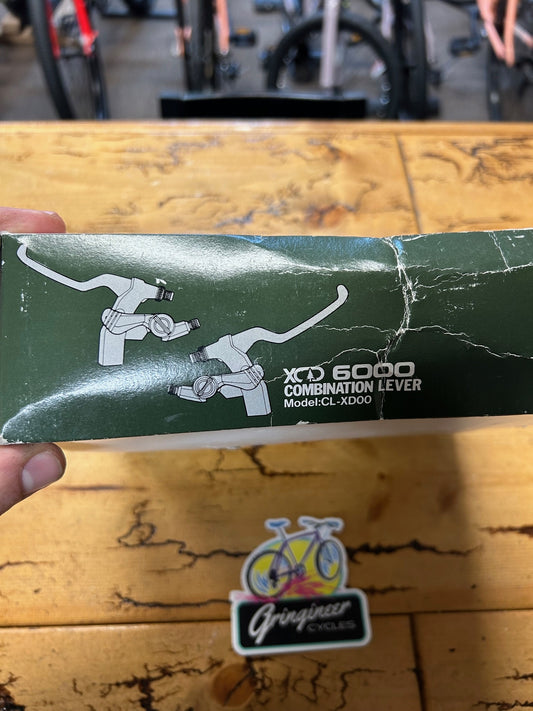 XCD 6000
COMBINATION LEVER
Model:CL-XD00
Gringineer
CYCLES